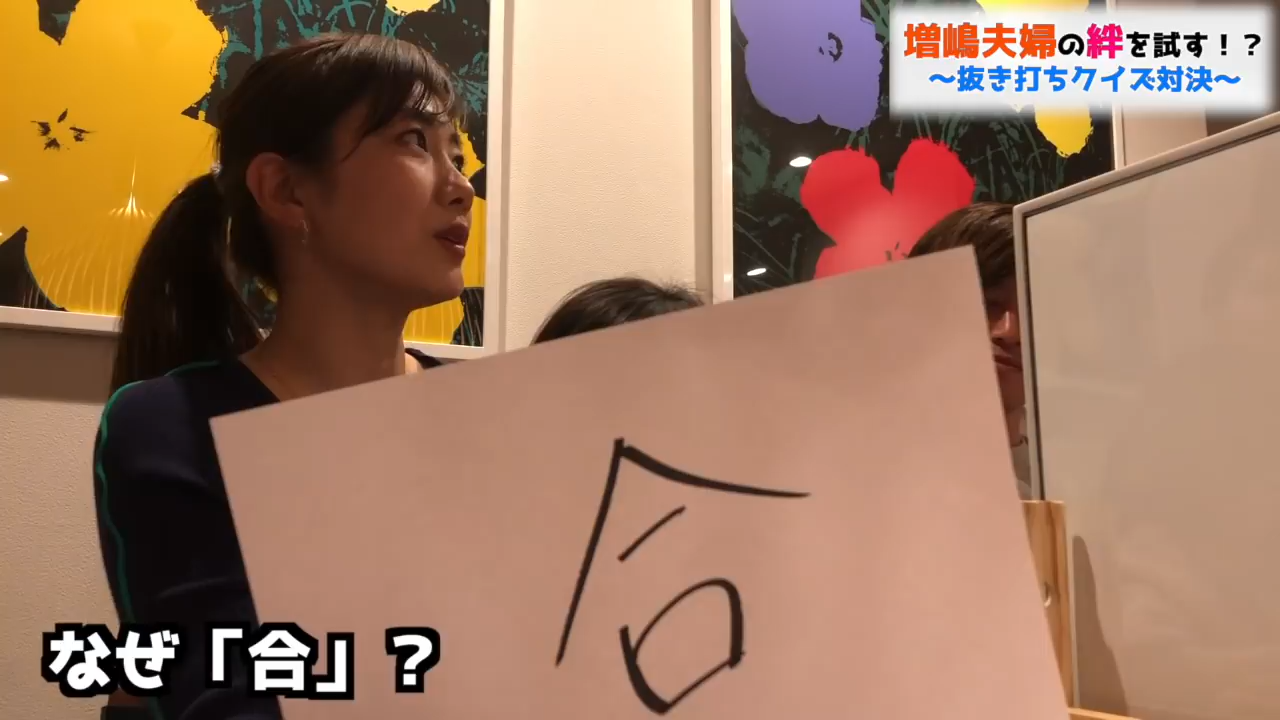 増嶋夫婦の絆を試す！？
～抜き打ちクイズ対決～
合
なぜ「合」？